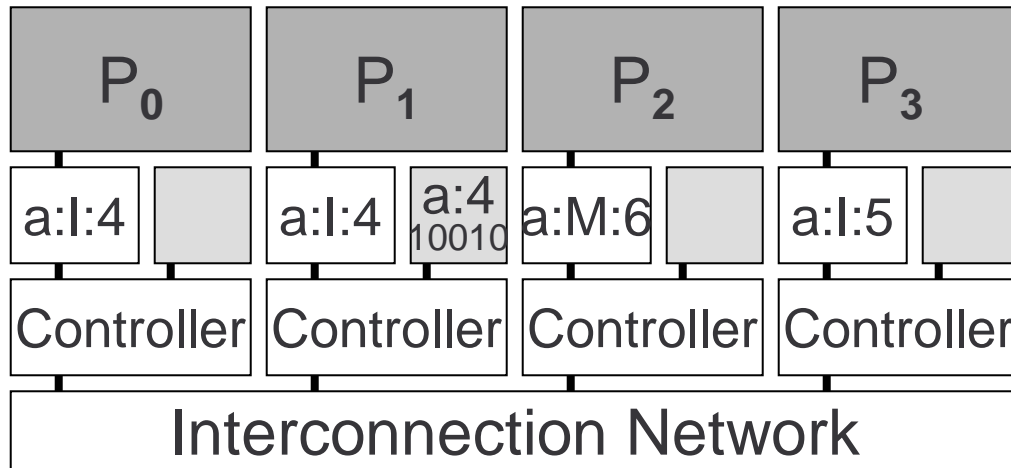 P₀ P₁ P₂ P₃
a:I:4 a:I:4 a:4 a:M:6 a:I:5
10010
Controller Controller Controller Controller
Interconnection Network